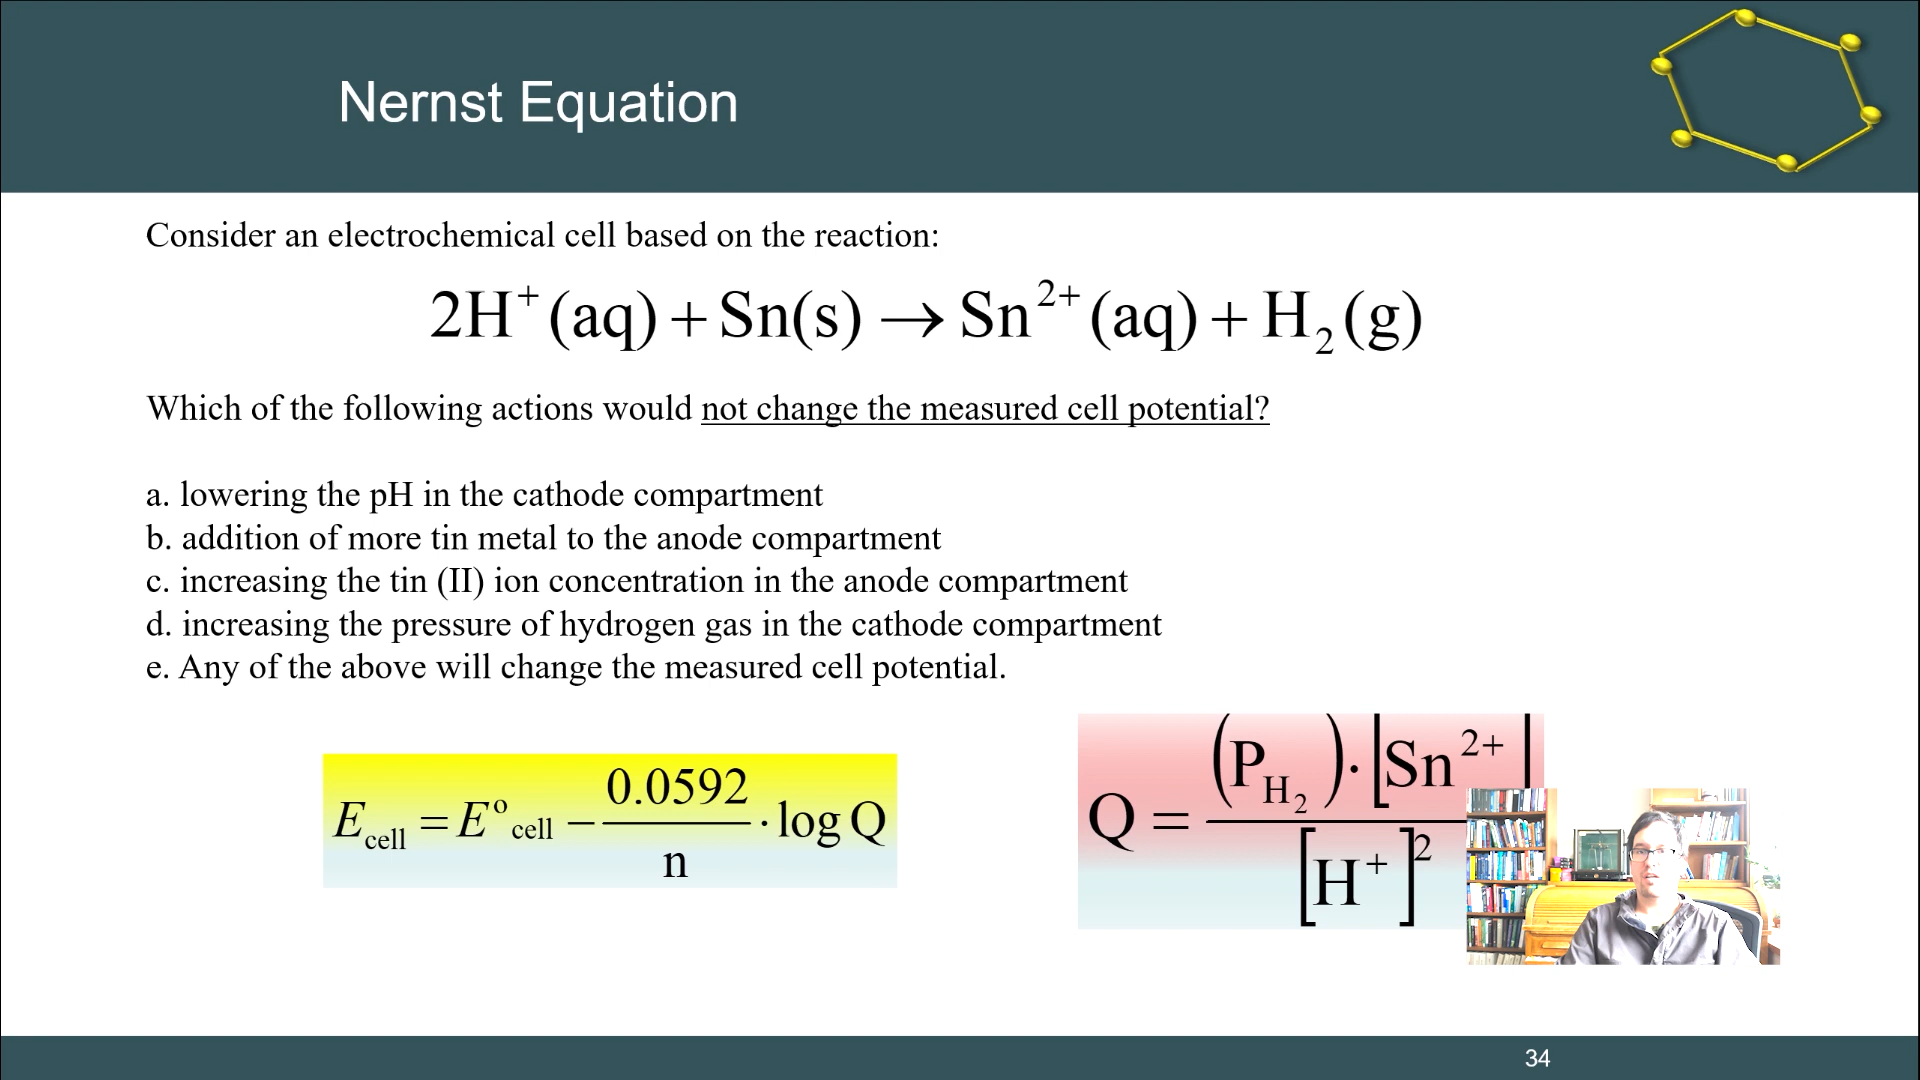 Nernst Equation
Consider an electrochemical cell based on the reaction:
2H⁺(aq) + Sn(s) → Sn²⁺(aq) + H₂(g)
Which of the following actions would not change the measured cell potential?
a. lowering the pH in the cathode compartment
b. addition of more tin metal to the anode compartment
c. increasing the tin (II) ion concentration in the anode compartment
d. increasing the pressure of hydrogen gas in the cathode compartment
e. Any of the above will change the measured cell potential.
E_cell = E°_cell − 0.0592/n · log Q
Q = (P_H₂) · [Sn²⁺] / [H⁺]²
34